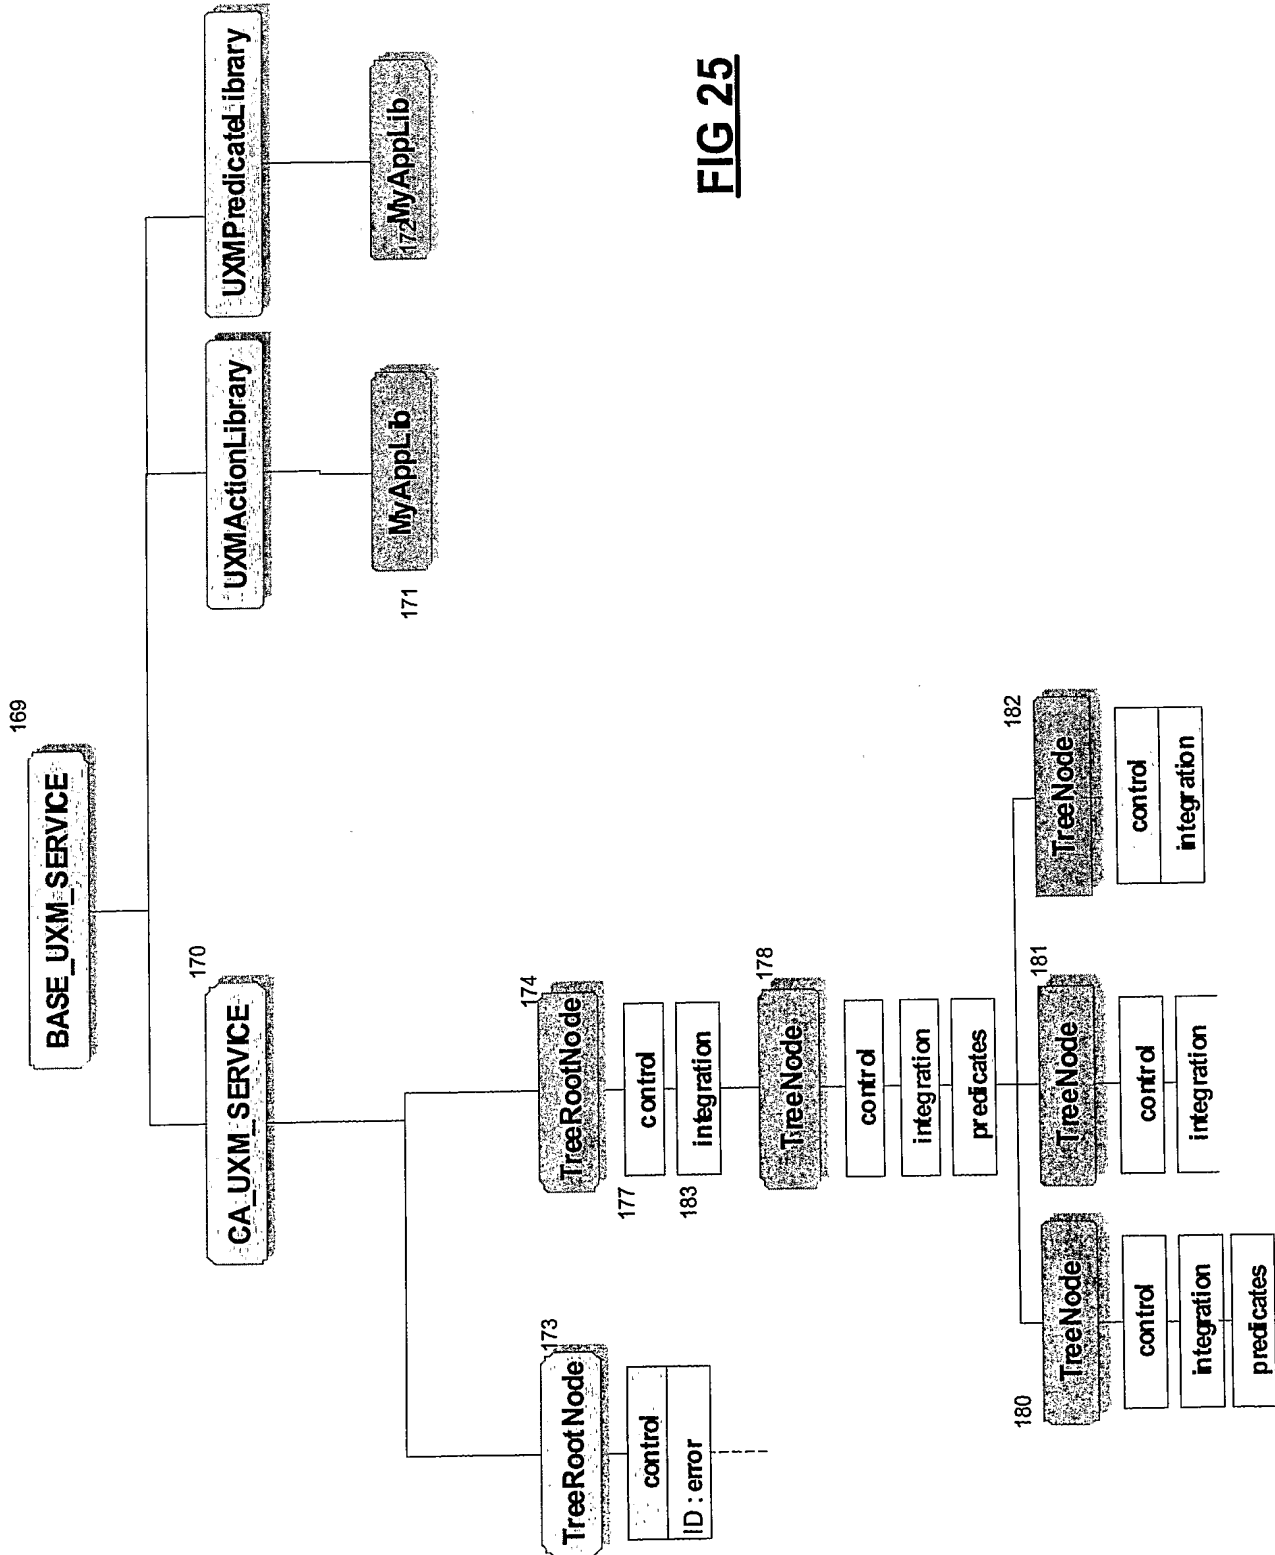 169
BASE_UXM_SERVICE
170
CA_UXM_SERVICE
UXMActionLibrary
UXMPredicateLibrary
171
MyAppLib
172MyAppLib
173
TreeRootNode
control
ID : error
174
TreeRootNode
177
control
183
integration
178
TreeNode
control
integration
predicates
180
TreeNode
control
integration
predicates
181
TreeNode
control
integration
182
TreeNode
control
integration
FIG 25